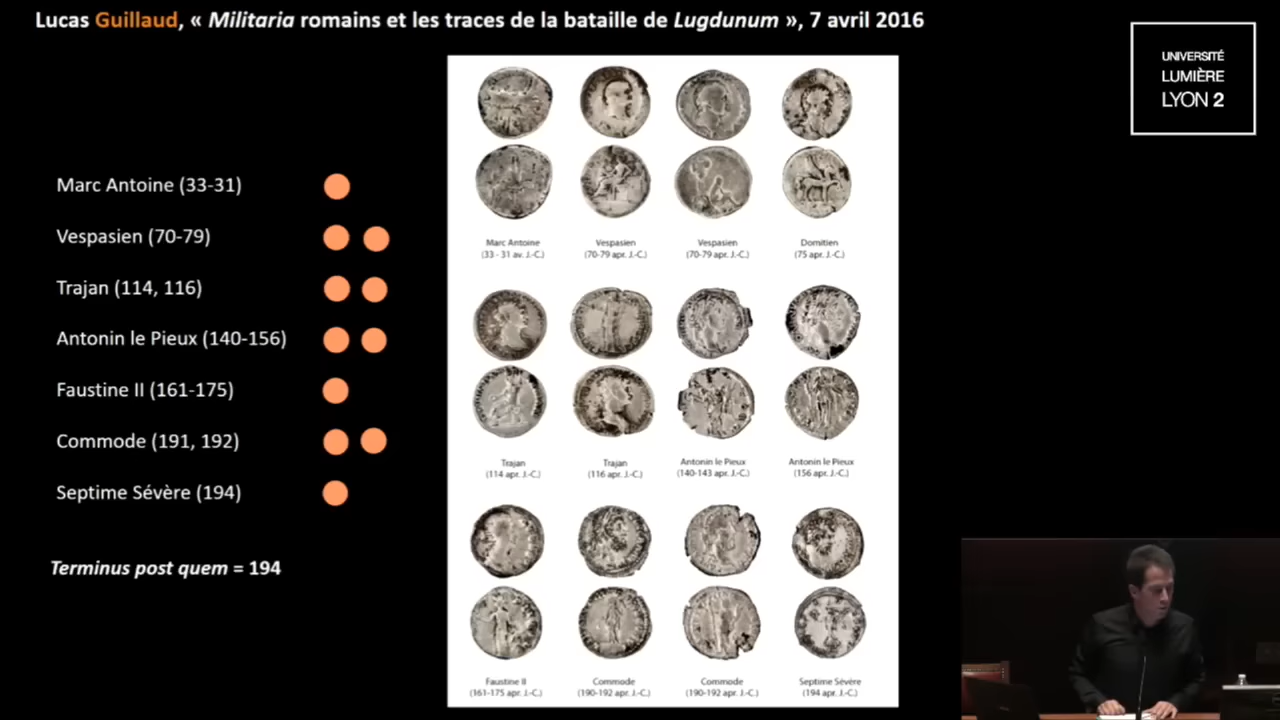 Lucas Guillaud, « Militaria romains et les traces de la bataille de Lugdunum », 7 avril 2016
UNIVERSITÉ
LUMIÈRE
LYON 2
Marc Antoine (33-31)
Vespasien (70-79)
Trajan (114, 116)
Antonin le Pieux (140-156)
Faustine II (161-175)
Commode (191, 192)
Septime Sévère (194)
Terminus post quem = 194
Marc Antoine
(33 - 31 av. J.-C.)
Vespasien
(70-79 apr. J.-C.)
Vespasien
(70-79 apr. J.-C.)
Domitien
(75 apr. J.-C.)
Trajan
(114 apr. J.-C.)
Trajan
(116 apr. J.-C.)
Antonin le Pieux
(140-143 apr. J.-C.)
Antonin le Pieux
(156 apr. J.-C.)
Faustine II
(161-175 apr. J.-C.)
Commode
(190-192 apr. J.-C.)
Commode
(190-192 apr. J.-C.)
Septime Sévère
(194 apr. J.-C.)